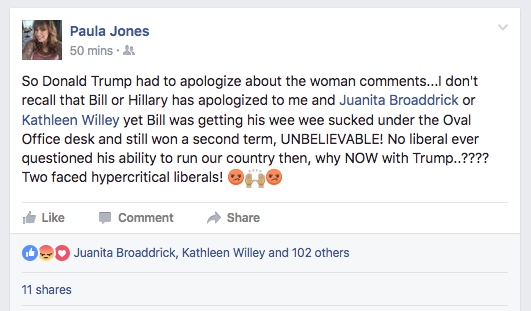 Paula Jones
50 mins ·
So Donald Trump had to apologize about the woman comments...I don't
recall that Bill or Hillary has apologized to me and Juanita Broaddrick or
Kathleen Willey yet Bill was getting his wee wee sucked under the Oval
Office desk and still won a second term, UNBELIEVABLE! No liberal ever
questioned his ability to run our country then, why NOW with Trump..????
Two faced hypercritical liberals! 😡🙌🏽😡
Like Comment Share
Juanita Broaddrick, Kathleen Willey and 102 others
11 shares